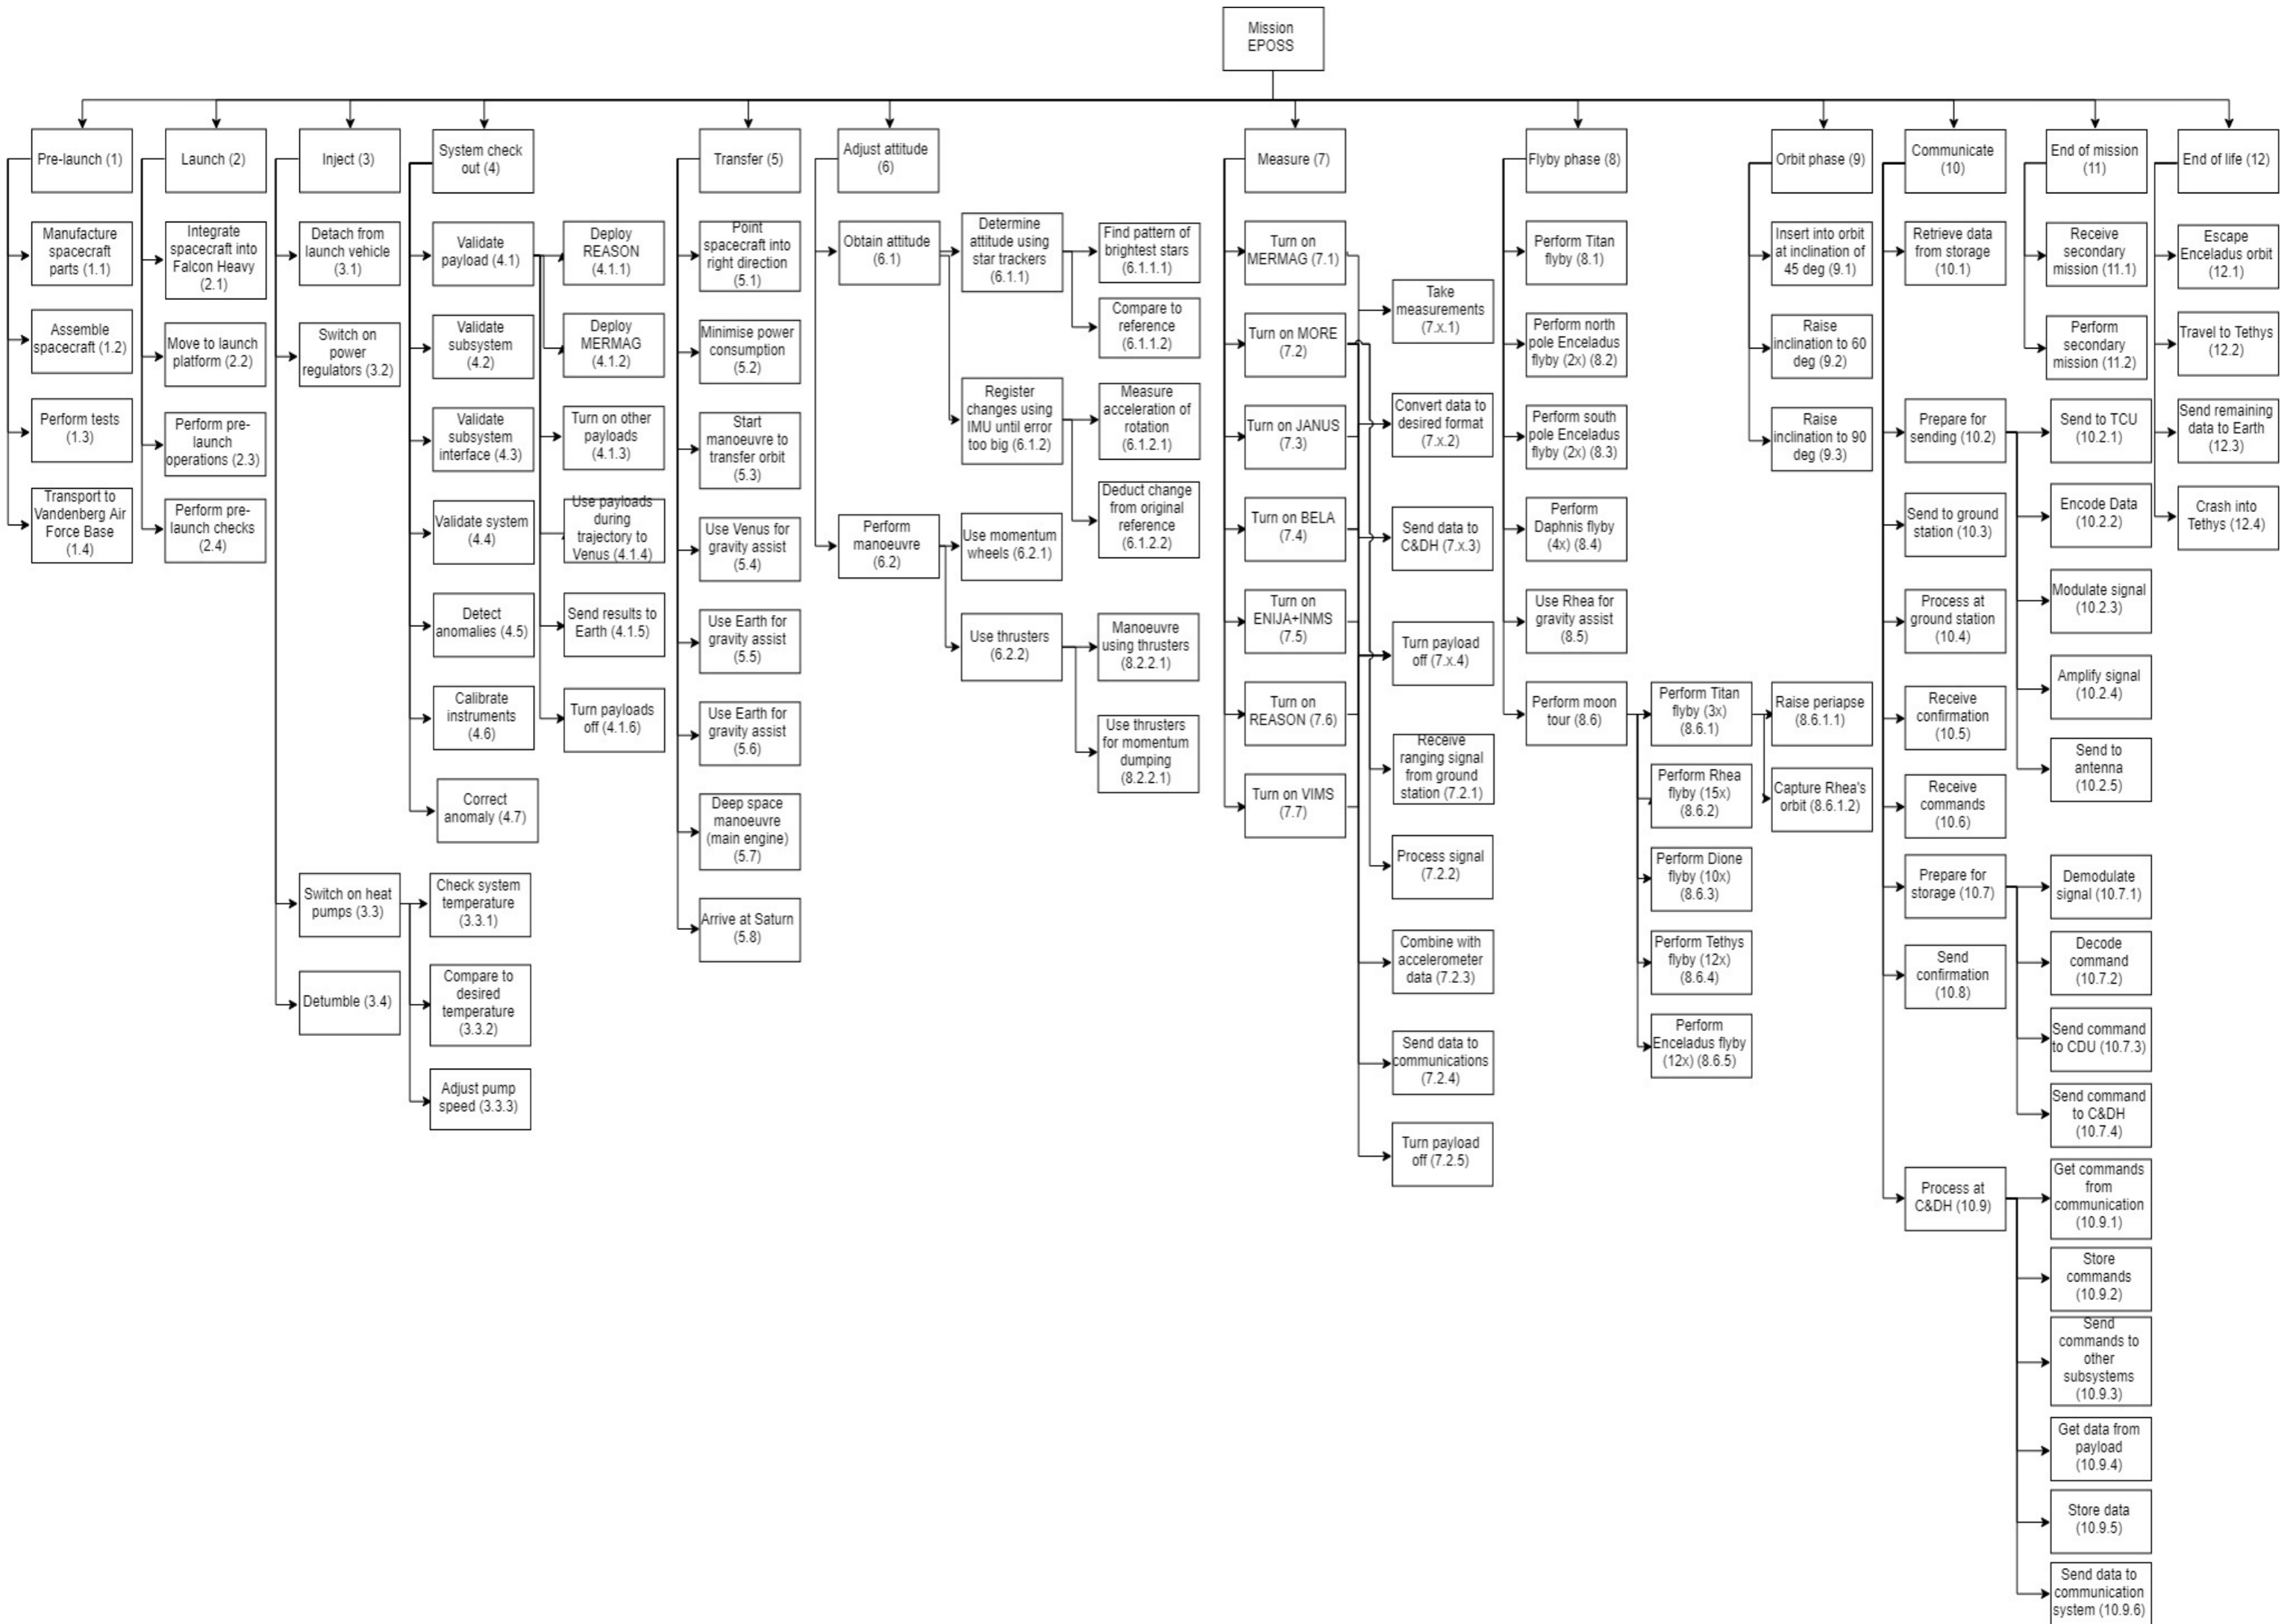 Mission
EPOSS
Pre-launch (1)
Manufacture
spacecraft
parts (1.1)
Assemble
spacecraft (1.2)
Perform tests
(1.3)
Transport to
Vandenberg Air
Force Base
(1.4)
Launch (2)
Integrate
spacecraft into
Falcon Heavy
(2.1)
Move to launch
platform (2.2)
Perform pre-
launch
operations (2.3)
Perform pre-
launch checks
(2.4)
Inject (3)
Detach from
launch vehicle
(3.1)
Switch on
power
regulators (3.2)
Switch on heat
pumps (3.3)
Check system
temperature
(3.3.1)
Compare to
desired
temperature
(3.3.2)
Adjust pump
speed (3.3.3)
Detumble (3.4)
System check
out (4)
Validate
payload (4.1)
Deploy
REASON
(4.1.1)
Deploy
MERMAG
(4.1.2)
Turn on other
payloads
(4.1.3)
Use payloads
during
trajectory to
Venus (4.1.4)
Send results to
Earth (4.1.5)
Turn payloads
off (4.1.6)
Validate
subsystem
(4.2)
Validate
subsystem
interface (4.3)
Validate system
(4.4)
Detect
anomalies (4.5)
Calibrate
instruments
(4.6)
Correct
anomaly (4.7)
Transfer (5)
Point
spacecraft into
right direction
(5.1)
Minimise power
consumption
(5.2)
Start
manoeuvre to
transfer orbit
(5.3)
Use Venus for
gravity assist
(5.4)
Use Earth for
gravity assist
(5.5)
Use Earth for
gravity assist
(5.6)
Deep space
manoeuvre
(main engine)
(5.7)
Arrive at Saturn
(5.8)
Adjust attitude
(6)
Obtain attitude
(6.1)
Determine
attitude using
star trackers
(6.1.1)
Find pattern of
brightest stars
(6.1.1.1)
Compare to
reference
(6.1.1.2)
Register
changes using
IMU until error
too big (6.1.2)
Measure
acceleration of
rotation
(6.1.2.1)
Deduct change
from original
reference
(6.1.2.2)
Perform
manoeuvre
(6.2)
Use momentum
wheels (6.2.1)
Use thrusters
(6.2.2)
Manoeuvre
using thrusters
(8.2.2.1)
Use thrusters
for momentum
dumping
(8.2.2.1)
Measure (7)
Turn on
MERMAG (7.1)
Turn on MORE
(7.2)
Turn on JANUS
(7.3)
Turn on BELA
(7.4)
Turn on
ENIJA+INMS
(7.5)
Turn on
REASON (7.6)
Turn on VIMS
(7.7)
Take
measurements
(7.x.1)
Convert data to
desired format
(7.x.2)
Send data to
C&DH (7.x.3)
Turn payload
off (7.x.4)
Receive
ranging signal
from ground
station (7.2.1)
Process signal
(7.2.2)
Combine with
accelerometer
data (7.2.3)
Send data to
communications
(7.2.4)
Turn payload
off (7.2.5)
Flyby phase (8)
Perform Titan
flyby (8.1)
Perform north
pole Enceladus
flyby (2x) (8.2)
Perform south
pole Enceladus
flyby (2x) (8.3)
Perform
Daphnis flyby
(4x) (8.4)
Use Rhea for
gravity assist
(8.5)
Perform moon
tour (8.6)
Perform Titan
flyby (3x)
(8.6.1)
Raise periapse
(8.6.1.1)
Capture Rhea's
orbit (8.6.1.2)
Perform Rhea
flyby (15x)
(8.6.2)
Perform Dione
flyby (10x)
(8.6.3)
Perform Tethys
flyby (12x)
(8.6.4)
Perform
Enceladus flyby
(12x) (8.6.5)
Orbit phase (9)
Insert into orbit
at inclination of
45 deg (9.1)
Raise
inclination to 60
deg (9.2)
Raise
inclination to 90
deg (9.3)
Communicate
(10)
Retrieve data
from storage
(10.1)
Prepare for
sending (10.2)
Send to TCU
(10.2.1)
Encode Data
(10.2.2)
Modulate signal
(10.2.3)
Amplify signal
(10.2.4)
Send to
antenna
(10.2.5)
Send to ground
station (10.3)
Process at
ground station
(10.4)
Receive
confirmation
(10.5)
Receive
commands
(10.6)
Prepare for
storage (10.7)
Demodulate
signal (10.7.1)
Decode
command
(10.7.2)
Send command
to CDU (10.7.3)
Send command
to C&DH
(10.7.4)
Send
confirmation
(10.8)
Process at
C&DH (10.9)
Get commands
from
communication
(10.9.1)
Store
commands
(10.9.2)
Send
commands to
other
subsystems
(10.9.3)
Get data from
payload
(10.9.4)
Store data
(10.9.5)
Send data to
communication
system (10.9.6)
End of mission
(11)
Receive
secondary
mission (11.1)
Perform
secondary
mission (11.2)
End of life (12)
Escape
Enceladus orbit
(12.1)
Travel to Tethys
(12.2)
Send remaining
data to Earth
(12.3)
Crash into
Tethys (12.4)